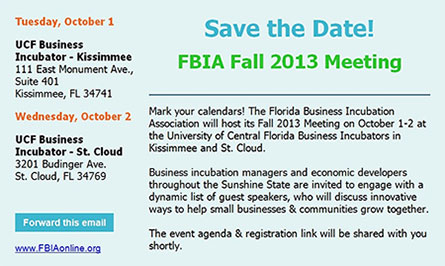 Tuesday, October 1
UCF Business
Incubator - Kissimmee
111 East Monument Ave.,
Suite 401
Kissimmee, FL 34741
Wednesday, October 2
UCF Business
Incubator - St. Cloud
3201 Budinger Ave.
St. Cloud, FL 34769
Forward this email
www.FBIAonline.org
Save the Date!
FBIA Fall 2013 Meeting
Mark your calendars! The Florida Business Incubation
Association will host its Fall 2013 Meeting on October 1-2 at
the University of Central Florida Business Incubators in
Kissimmee and St. Cloud.
Business incubation managers and economic developers
throughout the Sunshine State are invited to engage with a
dynamic list of guest speakers, who will discuss innovative
ways to help small businesses & communities grow together.
The event agenda & registration link will be shared with you
shortly.